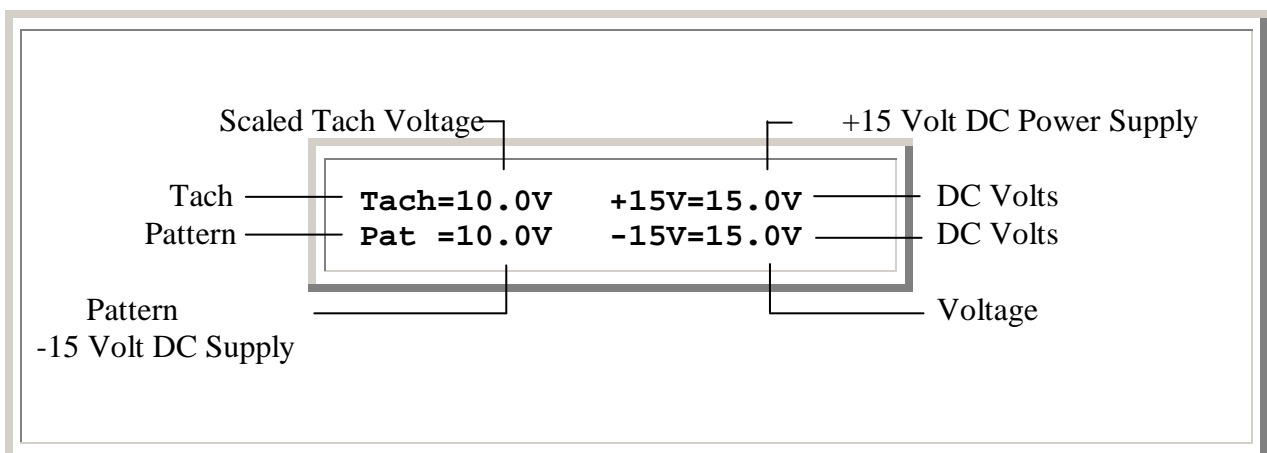 Scaled Tach Voltage +15 Volt DC Power Supply
Tach Tach=10.0V +15V=15.0V DC Volts
Pattern Pat =10.0V -15V=15.0V DC Volts
Pattern Voltage
-15 Volt DC Supply